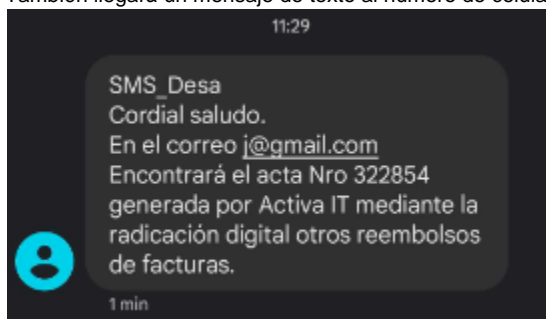 También llegará un mensaje de texto al número de celula
11:29
SMS_Desa
Cordial saludo.
En el correo j@gmail.com
Encontrará el acta Nro 322854
generada por Activa IT mediante la
radicación digital otros reembolsos
de facturas.
1 min